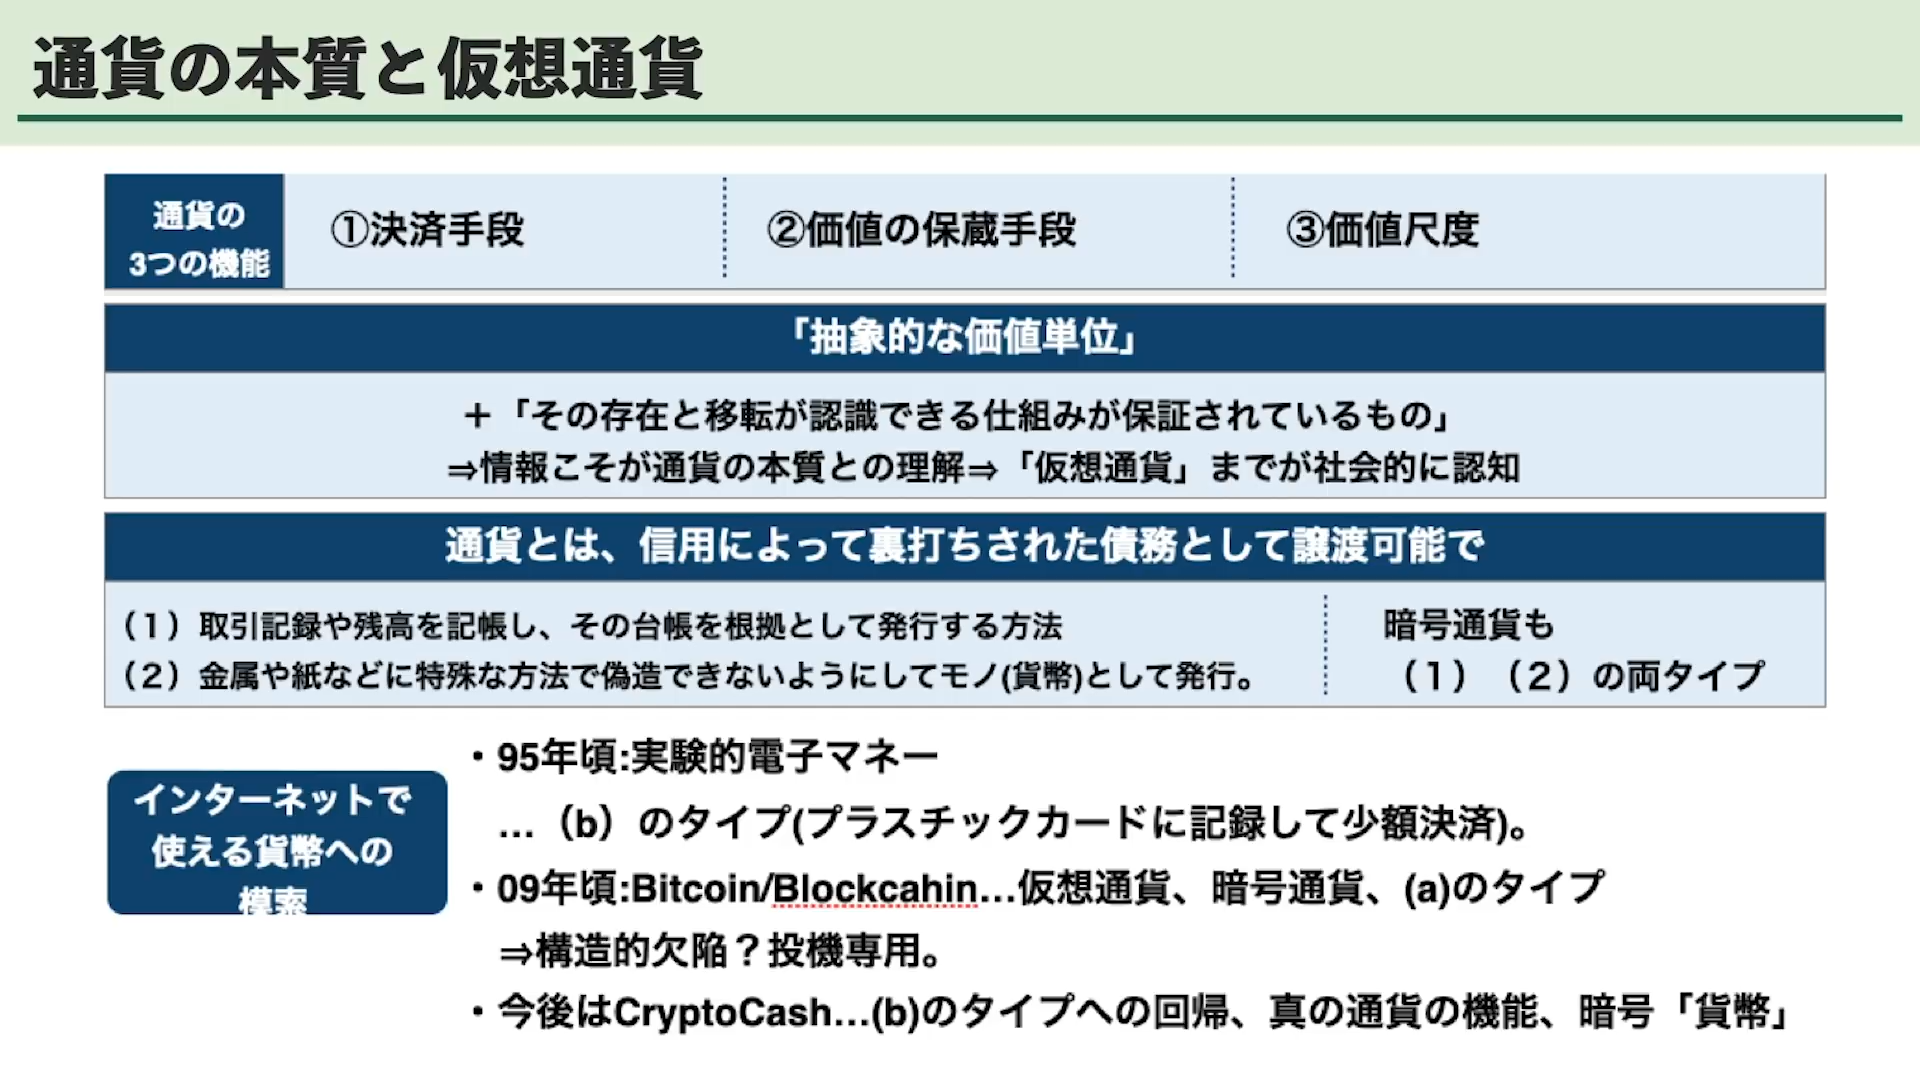 通貨の本質と仮想通貨
通貨の
3つの機能
①決済手段
②価値の保蔵手段
③価値尺度
「抽象的な価値単位」
＋「その存在と移転が認識できる仕組みが保証されているもの」
⇒情報こそが通貨の本質との理解⇒「仮想通貨」までが社会的に認知
通貨とは、信用によって裏打ちされた債務として譲渡可能で
（1）取引記録や残高を記帳し、その台帳を根拠として発行する方法
（2）金属や紙などに特殊な方法で偽造できないようにしてモノ(貨幣)として発行。
暗号通貨も
（1）（2）の両タイプ
インターネットで
使える貨幣への
模索
・95年頃:実験的電子マネー
…（b）のタイプ(プラスチックカードに記録して少額決済)。
・09年頃:Bitcoin/Blockcahin…仮想通貨、暗号通貨、(a)のタイプ
⇒構造的欠陥？投機専用。
・今後はCryptoCash…(b)のタイプへの回帰、真の通貨の機能、暗号「貨幣」